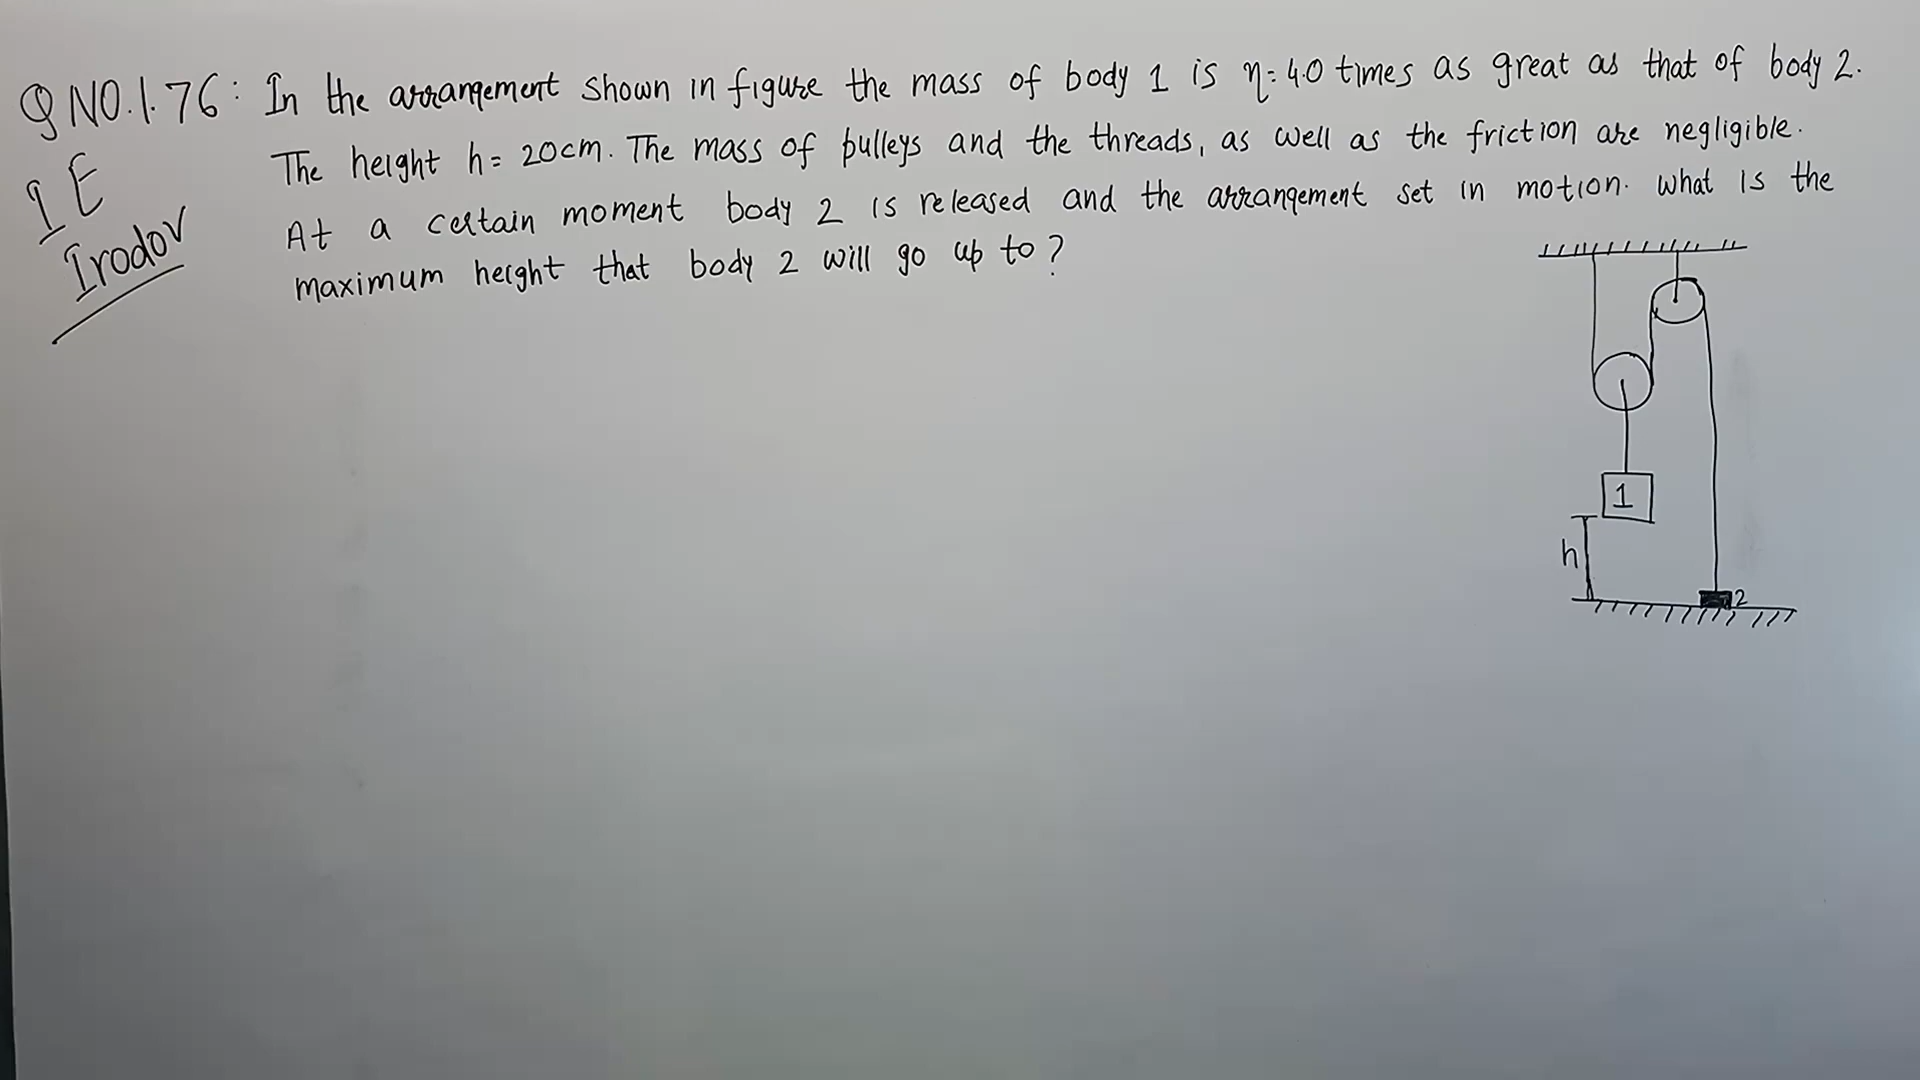 Q NO.1.76: In the arrangement shown in figure the mass of body 1 is η=4.0 times as great as that of body 2.
The height h= 20cm. The mass of pulleys and the threads, as well as the friction are negligible.
At a certain moment body 2 is released and the arrangement set in motion. What is the
maximum height that body 2 will go up to?
I E
Irodov
1
h
2